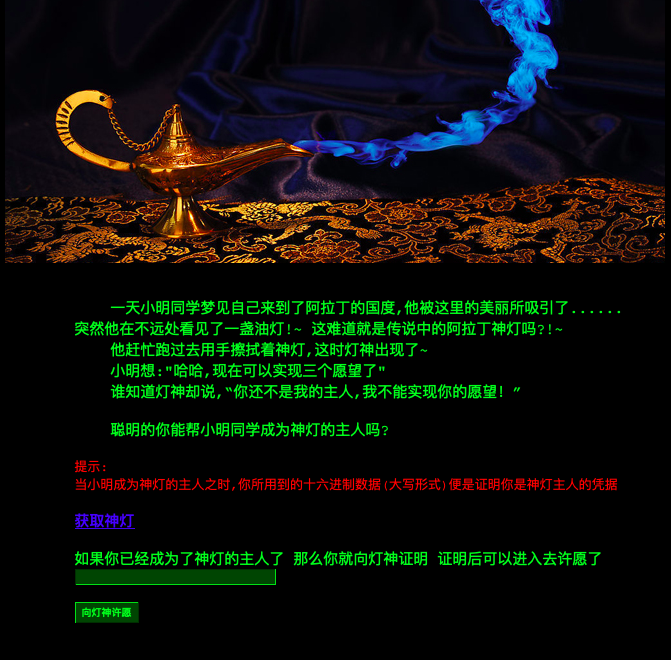 一天小明同学梦见自己来到了阿拉丁的国度,他被这里的美丽所吸引了......
突然他在不远处看见了一盏油灯!~ 这难道就是传说中的阿拉丁神灯吗?!~
他赶忙跑过去用手擦拭着神灯,这时灯神出现了~
小明想:"哈哈,现在可以实现三个愿望了"
谁知道灯神却说,“你还不是我的主人,我不能实现你的愿望! ”
聪明的你能帮小明同学成为神灯的主人吗?
提示:
当小明成为神灯的主人之时,你所用到的十六进制数据(大写形式)便是证明你是神灯主人的凭据
获取神灯
如果你已经成为了神灯的主人了 那么你就向灯神证明 证明后可以进入去许愿了
向灯神许愿